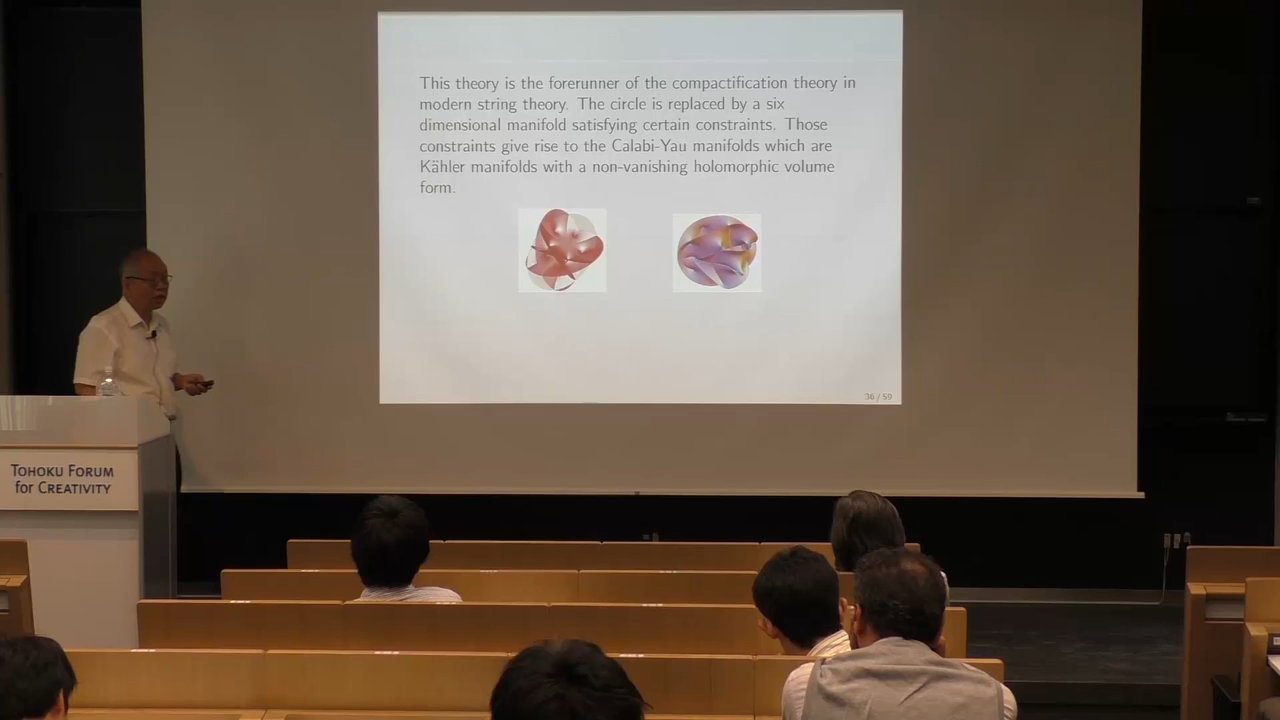 This theory is the forerunner of the compactification theory in
modern string theory. The circle is replaced by a six
dimensional manifold satisfying certain constraints. Those
constraints give rise to the Calabi-Yau manifolds which are
Kähler manifolds with a non-vanishing holomorphic volume
form.
36 / 59
TOHOKU FORUM
for CREATIVITY